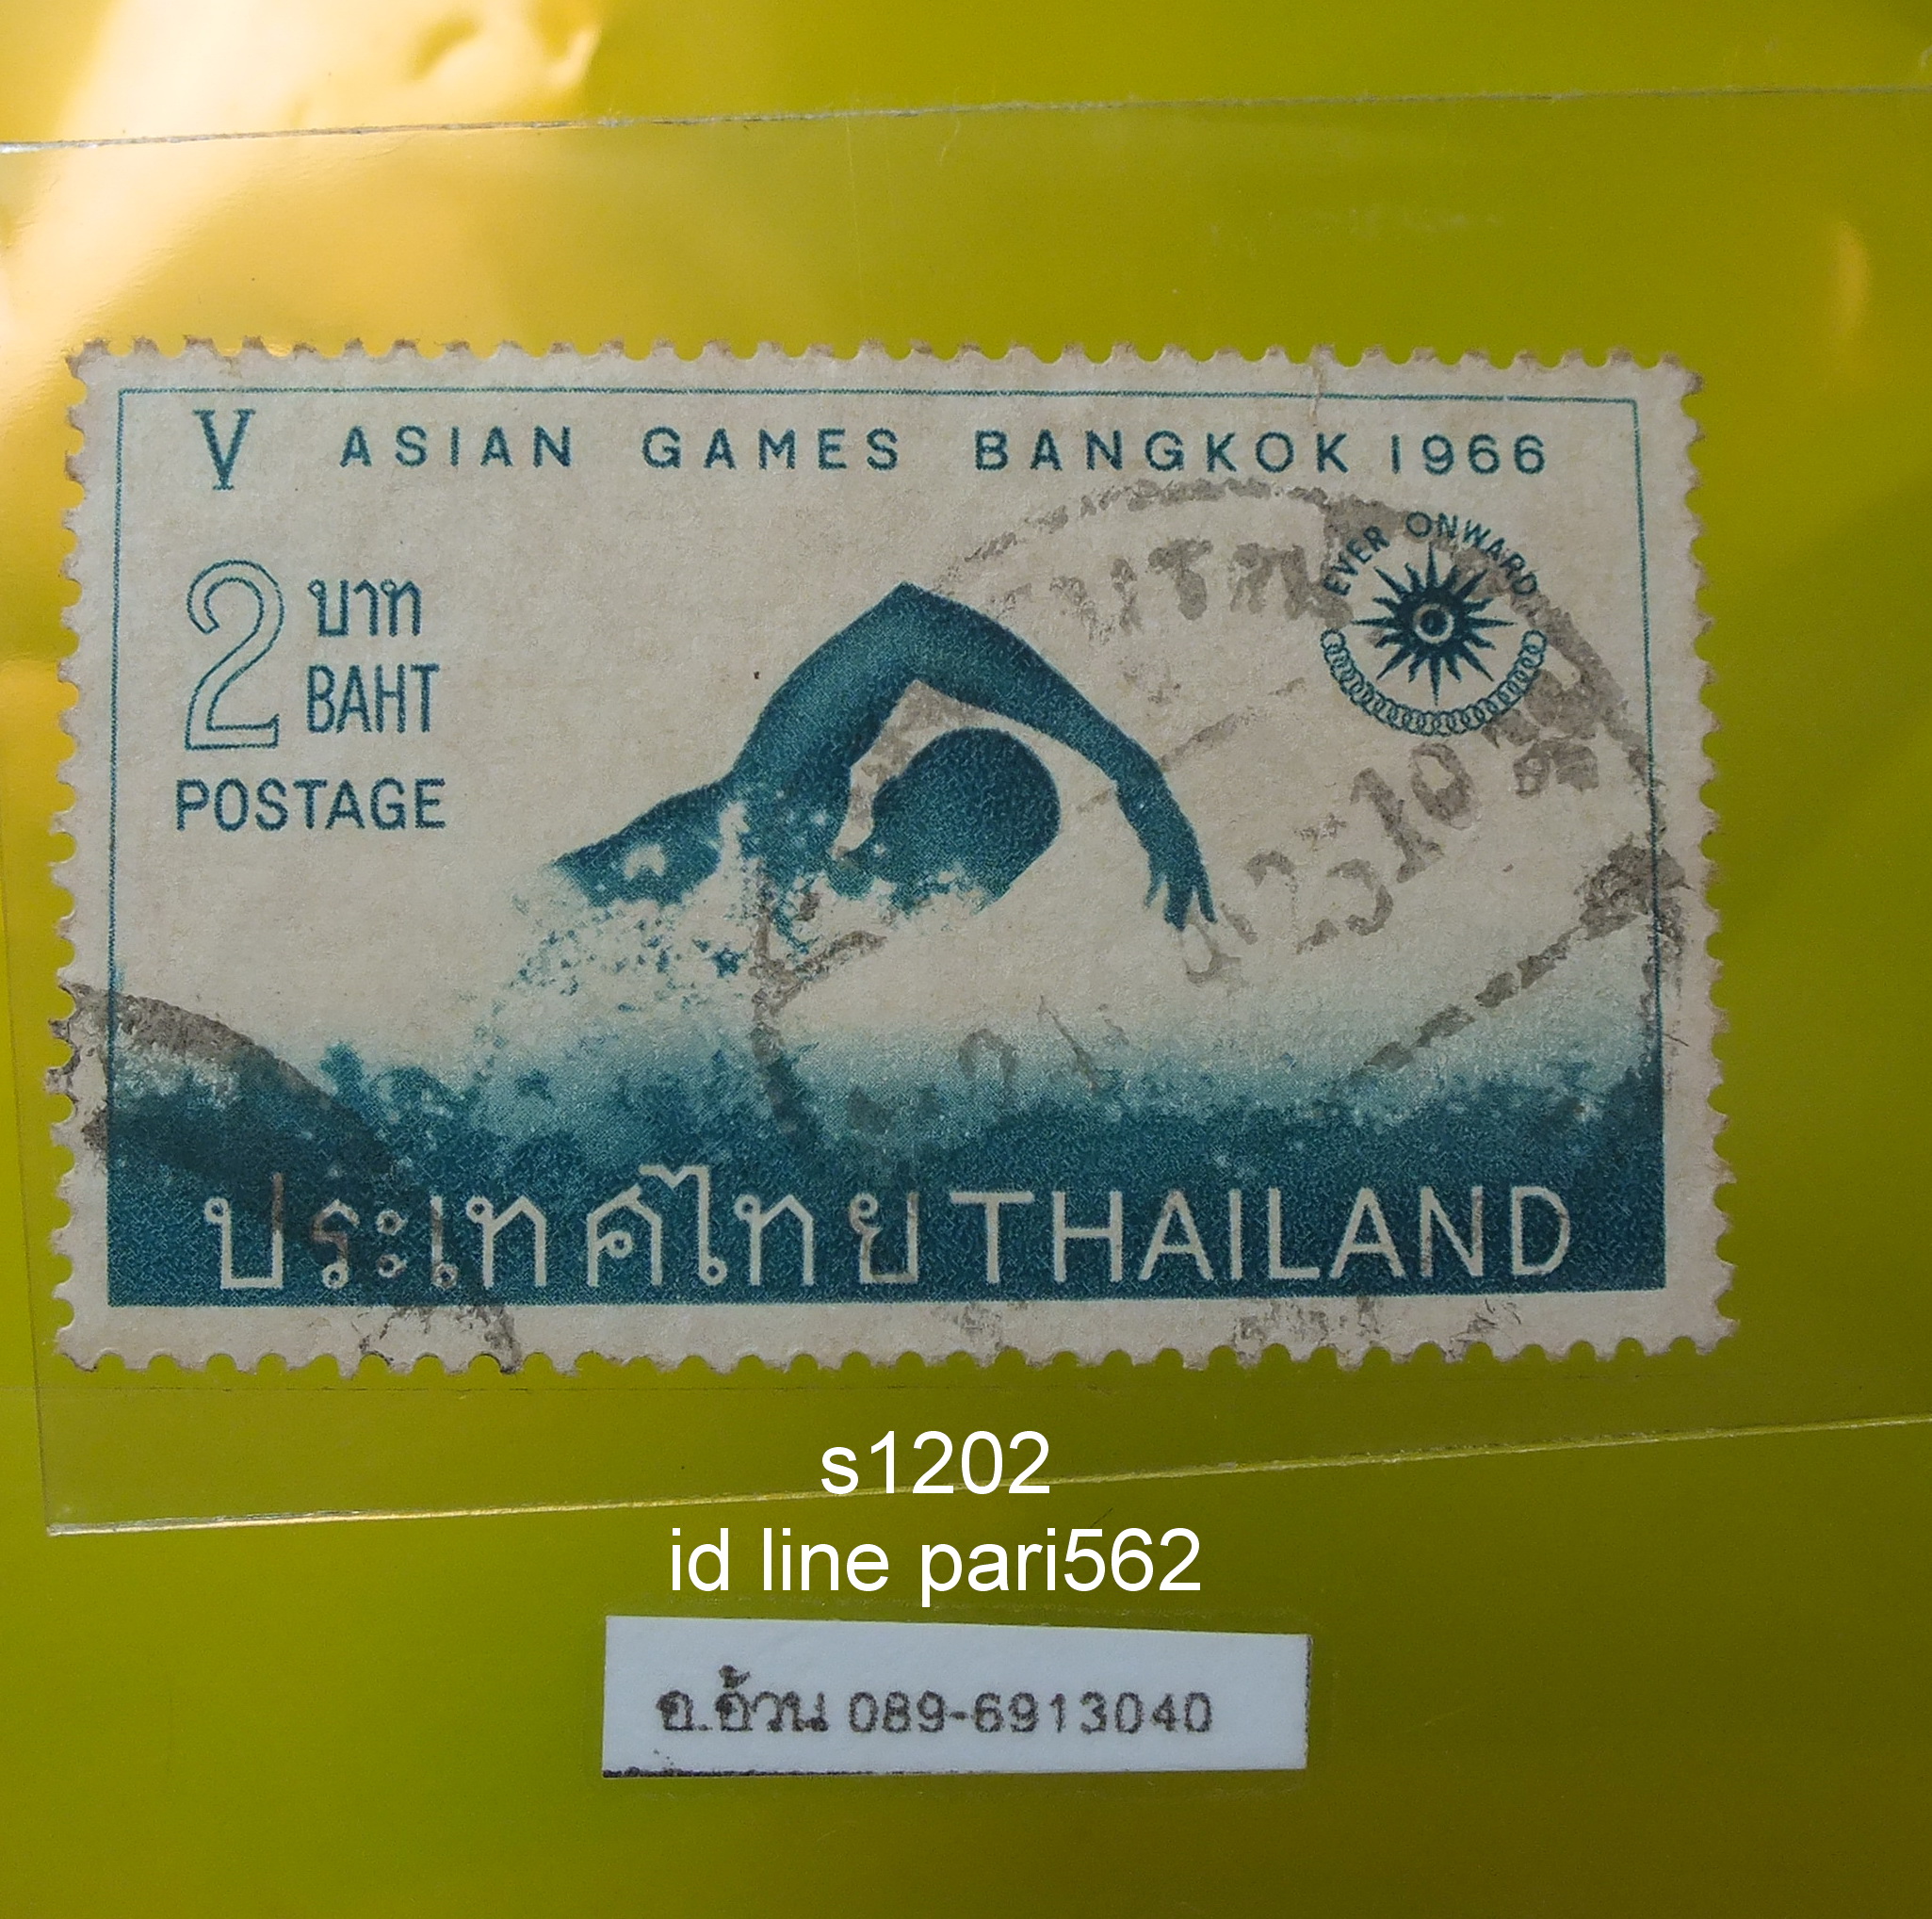 V ASIAN GAMES BANGKOK 1966
EVER ONWARD
2 บาท
BAHT
POSTAGE
2510
ประเทศไทย THAILAND
s1202
id line pari562
อ.อ้วน 089-6913040